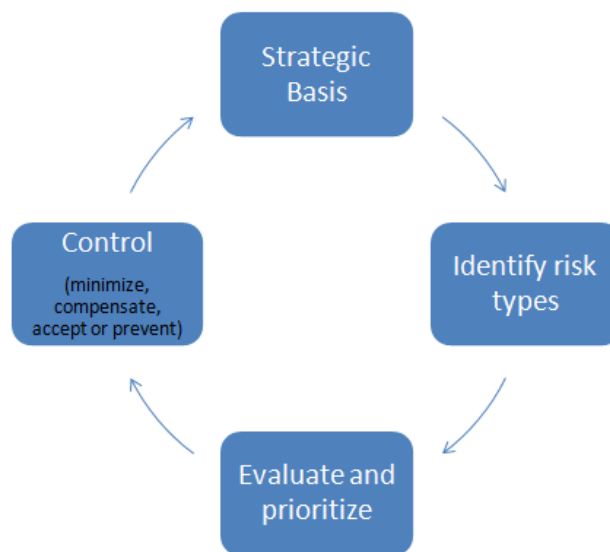 Strategic
Basis
Identify risk
types
Evaluate and
prioritize
Control
(minimize,
compensate,
accept or prevent)